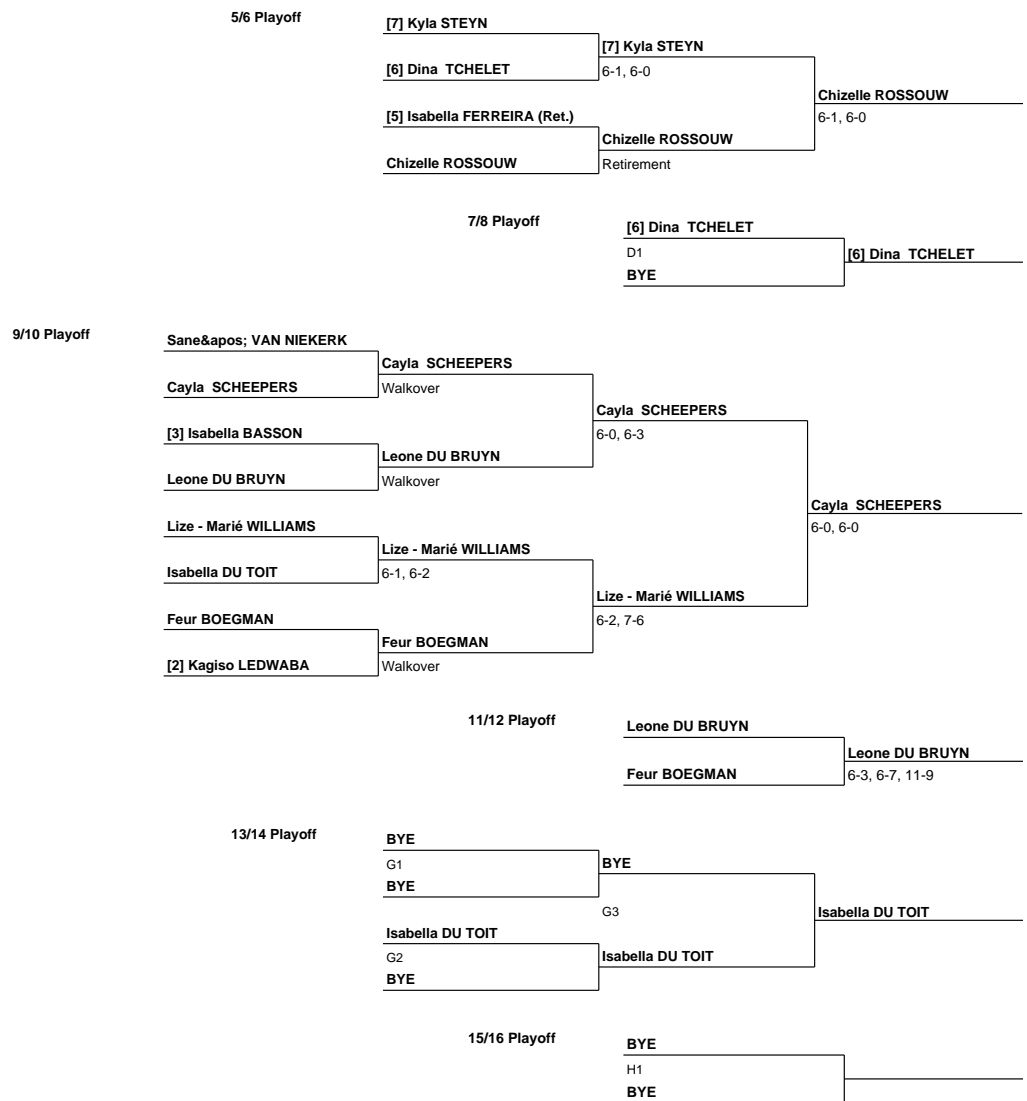 5/6 Playoff
[7] Kyla STEYN
[7] Kyla STEYN
[6] Dina  TCHELET
6-1, 6-0
Chizelle ROSSOUW
6-1, 6-0
[5] Isabella FERREIRA (Ret.)
Chizelle ROSSOUW
Chizelle ROSSOUW
Retirement
7/8 Playoff
[6] Dina  TCHELET
D1
[6] Dina  TCHELET
BYE
9/10 Playoff
Sane&apos; VAN NIEKERK
Cayla  SCHEEPERS
Cayla  SCHEEPERS
Walkover
Cayla  SCHEEPERS
6-0, 6-3
[3] Isabella BASSON
Leone DU BRUYN
Leone DU BRUYN
Walkover
Cayla  SCHEEPERS
6-0, 6-0
Lize - Marié WILLIAMS
Lize - Marié WILLIAMS
Isabella DU TOIT
6-1, 6-2
Lize - Marié WILLIAMS
6-2, 7-6
Feur BOEGMAN
Feur BOEGMAN
[2] Kagiso LEDWABA
Walkover
11/12 Playoff
Leone DU BRUYN
Leone DU BRUYN
Feur BOEGMAN
6-3, 6-7, 11-9
13/14 Playoff
BYE
G1
BYE
BYE
G3
Isabella DU TOIT
Isabella DU TOIT
G2
Isabella DU TOIT
BYE
15/16 Playoff
BYE
H1
BYE